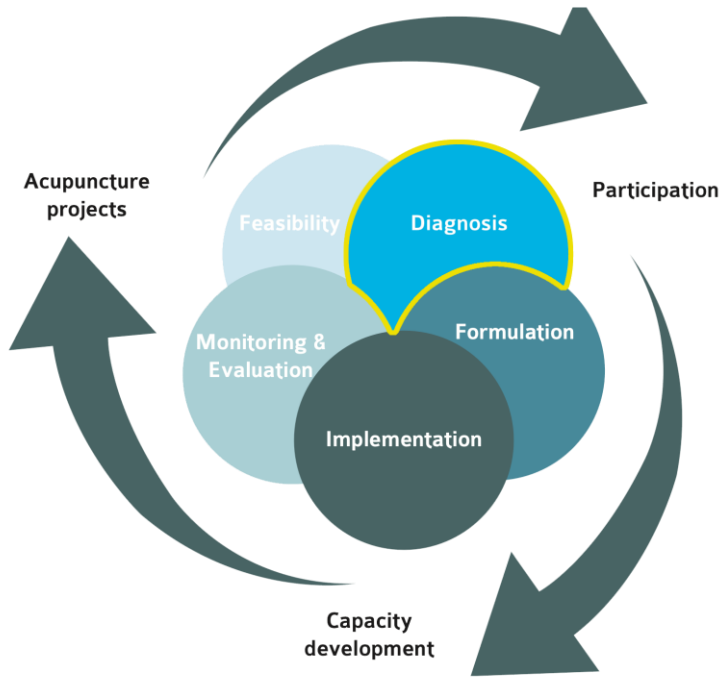 Acupuncture
projects
Participation
Feasibility
Diagnosis
Monitoring &
Evaluation
Formulation
Implementation
Capacity
development